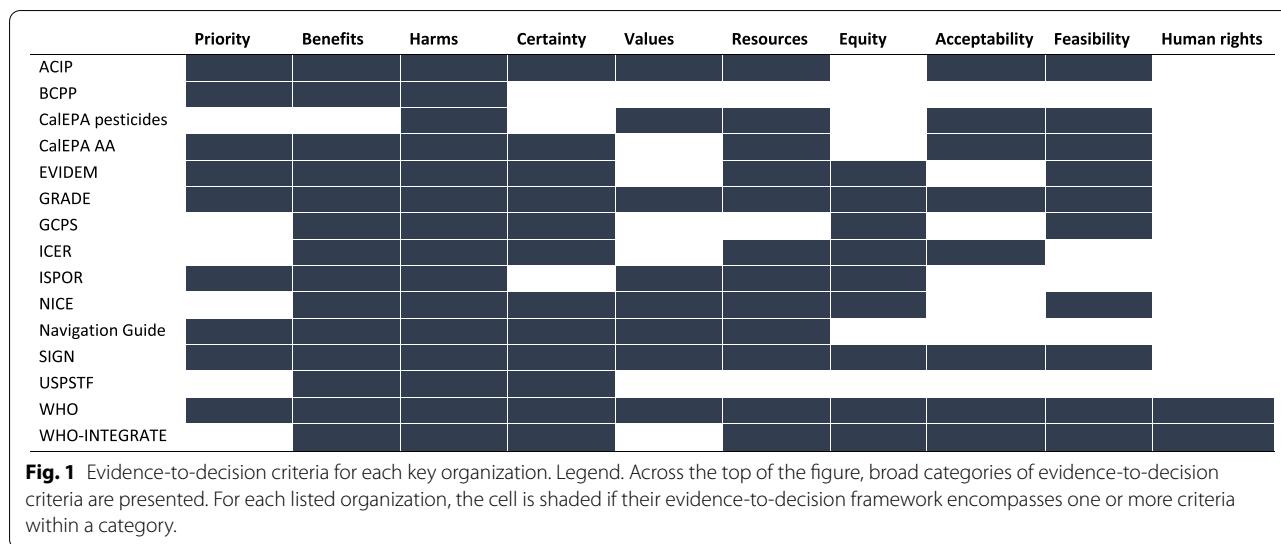 Priority Benefits Harms Certainty Values Resources Equity Acceptability Feasibility Human rights
ACIP
BCPP
CalEPA pesticides
CalEPA AA
EVIDEM
GRADE
GCPS
ICER
ISPOR
NICE
Navigation Guide
SIGN
USPSTF
WHO
WHO-INTEGRATE
Fig. 1 Evidence-to-decision criteria for each key organization. Legend. Across the top of the figure, broad categories of evidence-to-decision
criteria are presented. For each listed organization, the cell is shaded if their evidence-to-decision framework encompasses one or more criteria
within a category.